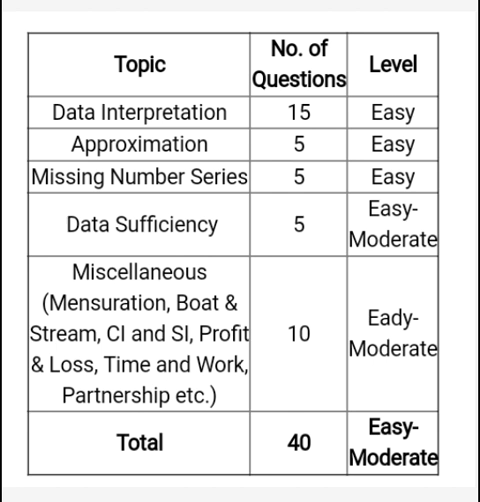 Topic No. of Questions Level
Data Interpretation 15 Easy
Approximation 5 Easy
Missing Number Series 5 Easy
Data Sufficiency 5 Easy-
Moderate
Miscellaneous
(Mensuration, Boat &
Stream, CI and SI, Profit
& Loss, Time and Work,
Partnership etc.) 10 Eady-
Moderate
Total 40 Easy-
Moderate